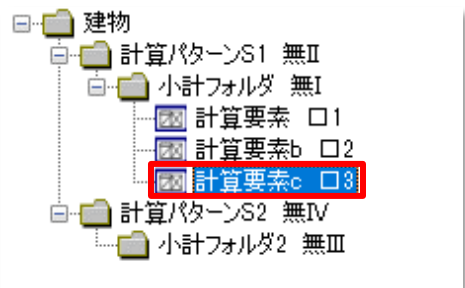 建物
計算パターンS1 無Ⅱ
小計フォルダ 無Ⅰ
計算要素 口1
計算要素b 口2
計算要素c 口3
計算パターンS2 無Ⅳ
小計フォルダ2 無Ⅲ